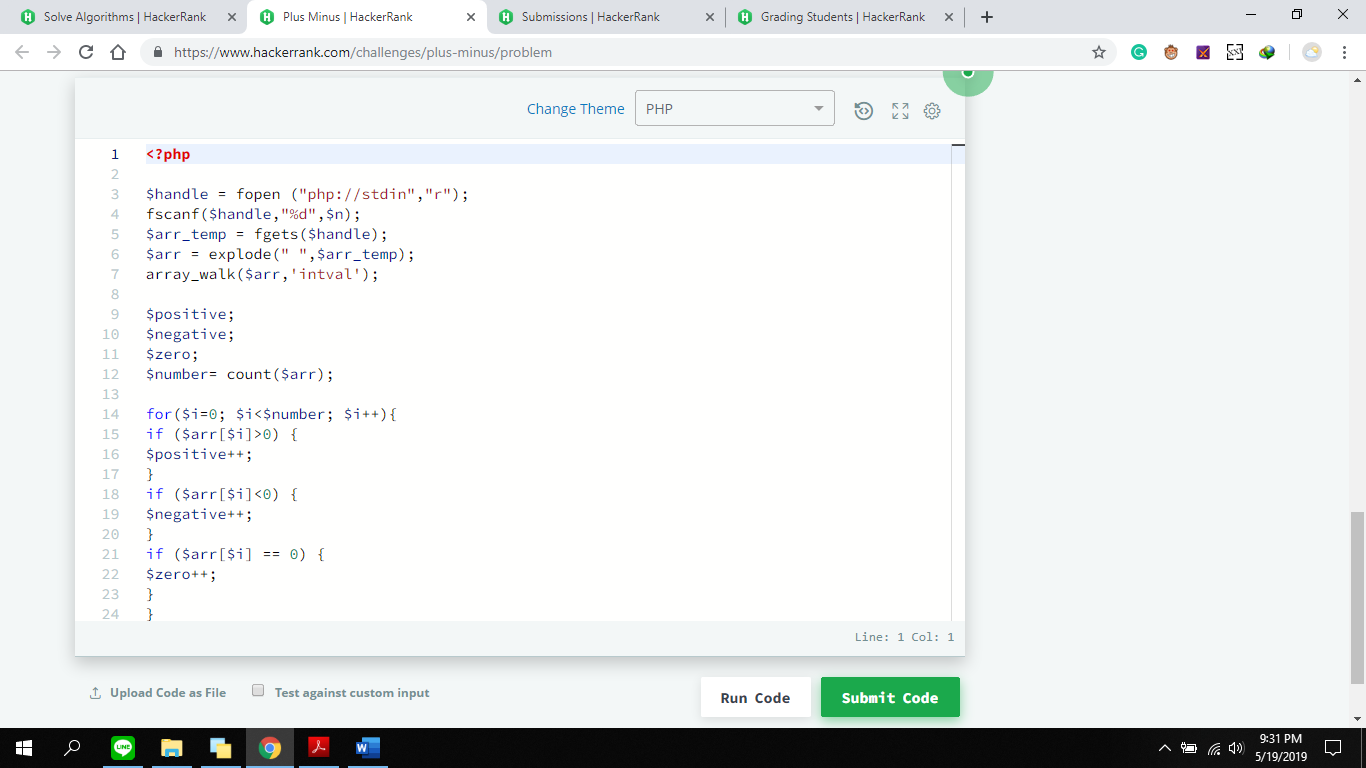 Solve Algorithms | HackerRank
Plus Minus | HackerRank
Submissions | HackerRank
Grading Students | HackerRank
https://www.hackerrank.com/challenges/plus-minus/problem
Change Theme PHP
1 <?php
2
3 $handle = fopen ("php://stdin","r");
4 fscanf($handle,"%d",$n);
5 $arr_temp = fgets($handle);
6 $arr = explode(" ",$arr_temp);
7 array_walk($arr,'intval');
8
9 $positive;
10 $negative;
11 $zero;
12 $number= count($arr);
13
14 for($i=0; $i<$number; $i++){
15 if ($arr[$i]>0) {
16 $positive++;
17 }
18 if ($arr[$i]<0) {
19 $negative++;
20 }
21 if ($arr[$i] == 0) {
22 $zero++;
23 }
24 }
Line: 1 Col: 1
Upload Code as File Test against custom input Run Code Submit Code
LINE
W
9:31 PM
5/19/2019